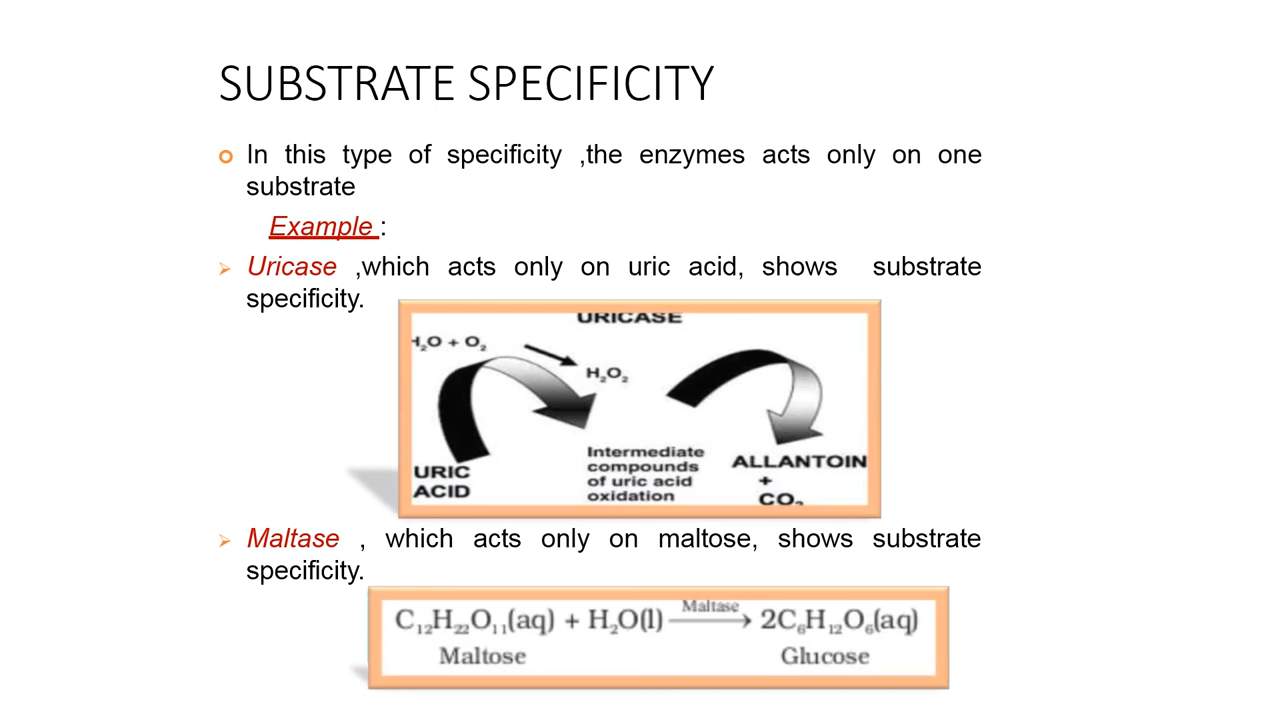 SUBSTRATE SPECIFICITY
In this type of specificity ,the enzymes acts only on one
substrate
Example :
Uricase ,which acts only on uric acid, shows substrate
specificity.
URICASE
H₂O + O₂
H₂O₂
Intermediate
compounds
of uric acid
oxidation
URIC
ACID
ALLANTOIN
+
CO₂
Maltase , which acts only on maltose, shows substrate
specificity.
C₁₂H₂₂O₁₁(aq) + H₂O(l) Maltase → 2C₆H₁₂O₆(aq)
Maltose Glucose